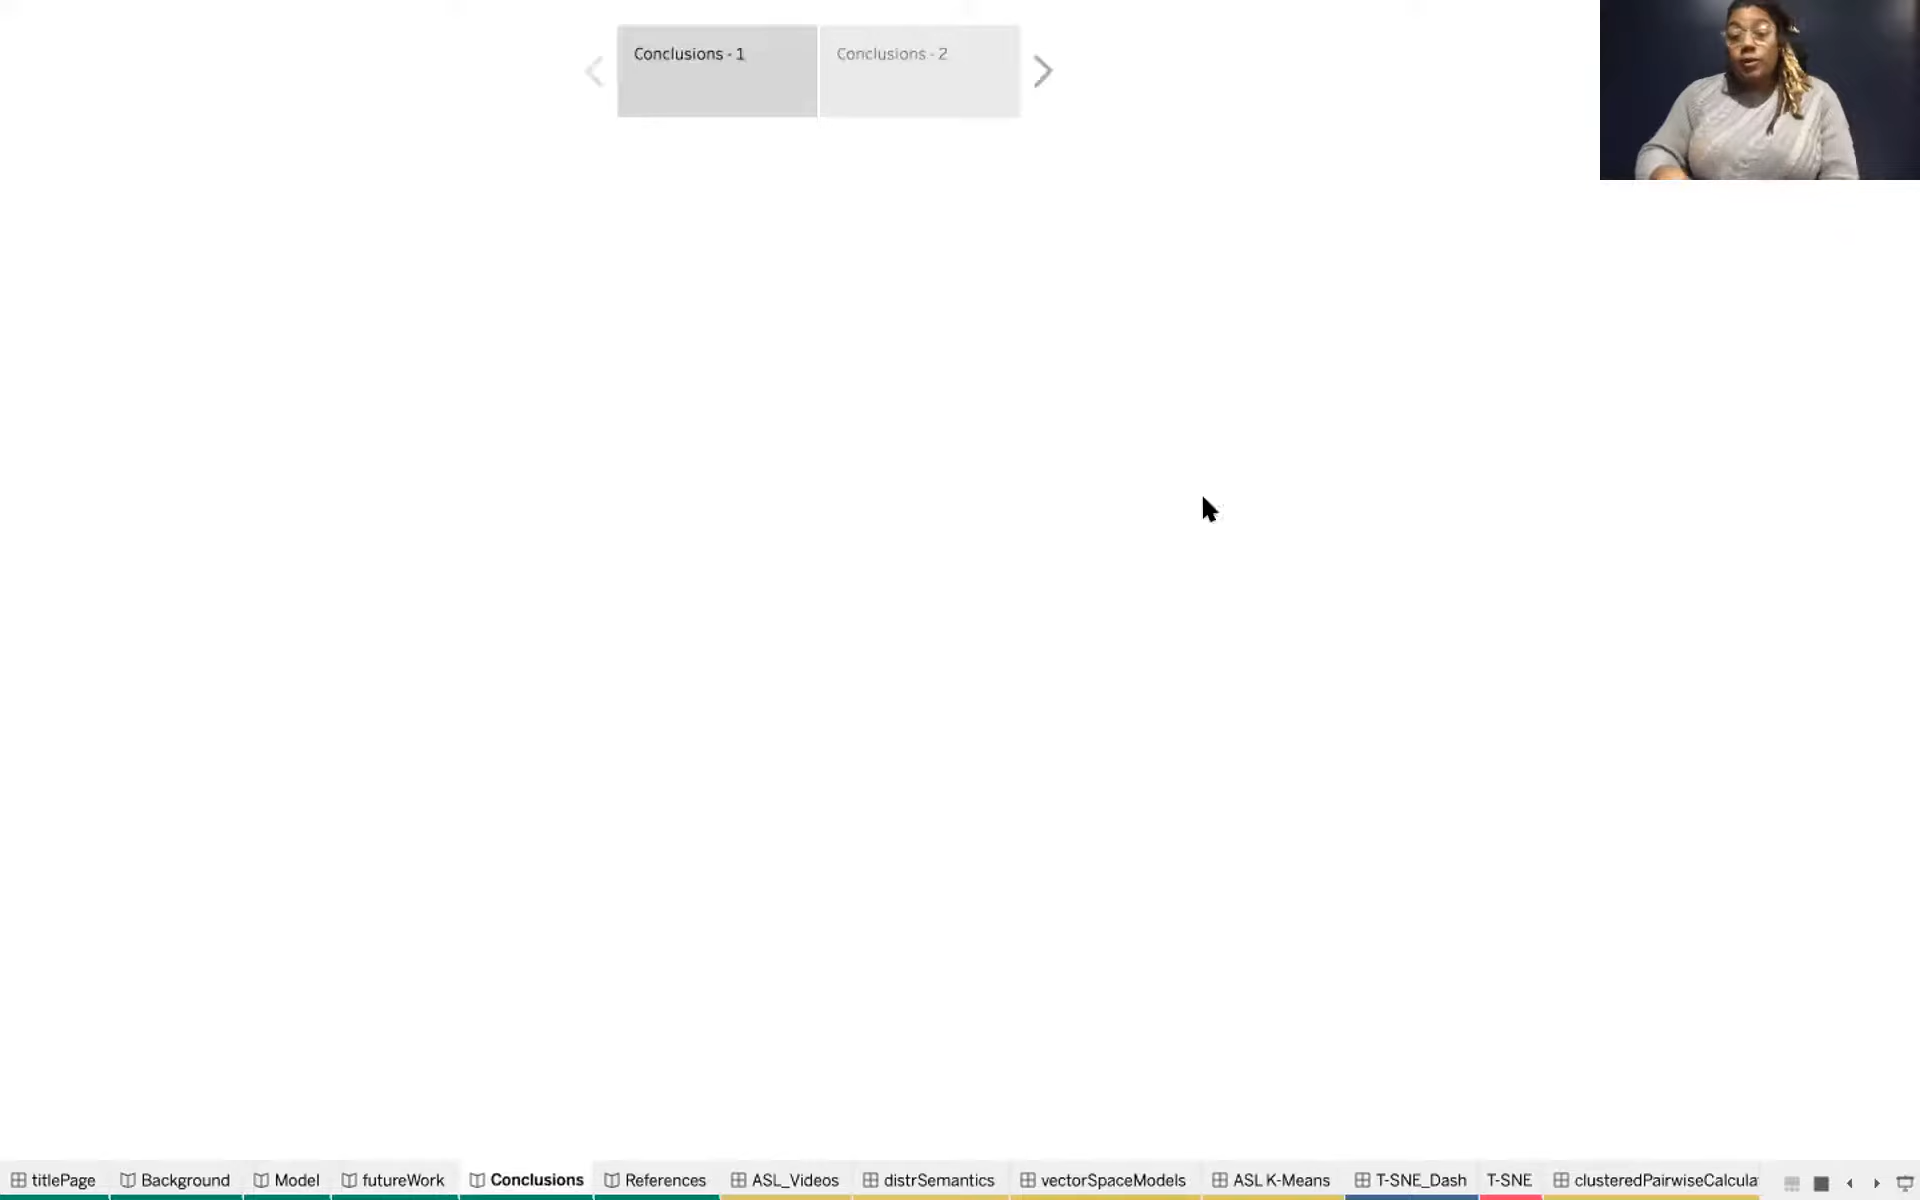 Conclusions - 1
Conclusions - 2
titlePage
Background
Model
futureWork
Conclusions
References
ASL_Videos
distrSemantics
vectorSpaceModels
ASL K-Means
T-SNE_Dash
T-SNE
clusteredPairwiseCalcula